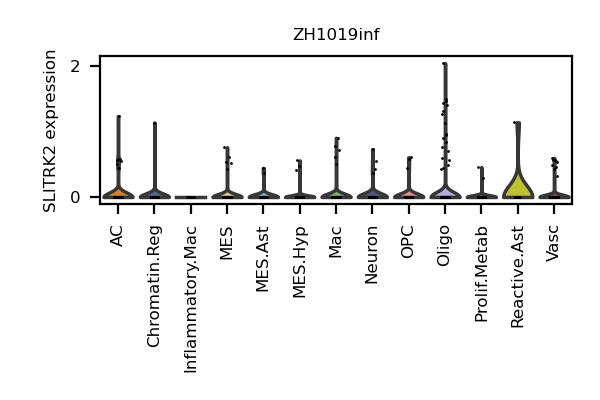 ZH1019inf
SLITRK2 expression
2
0
AC
Chromatin.Reg
Inflammatory.Mac
MES
MES.Ast
MES.Hyp
Mac
Neuron
OPC
Oligo
Prolif.Metab
Reactive.Ast
Vasc